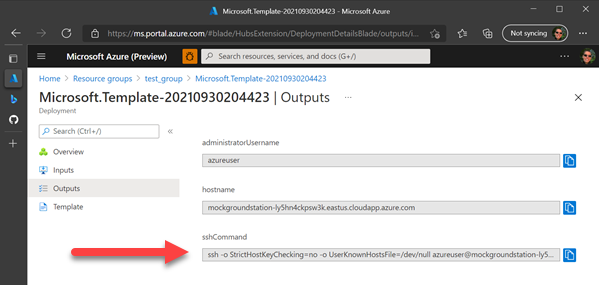 Microsoft.Template-20210930204423 - Microsoft Azure
https://ms.portal.azure.com/#blade/HubsExtension/DeploymentDetailsBlade/outputs/i...
Not syncing
Microsoft Azure (Preview)
Search resources, services, and docs (G+/)
Home > Resource groups > test_group > Microsoft.Template-20210930204423
Microsoft.Template-20210930204423 | Outputs ...
Deployment
Search (Ctrl+/)
Overview
Inputs
Outputs
Template
administratorUsername
azureuser
hostname
mockgroundstation-ly5hn4ckpsw3k.eastus.cloudapp.azure.com
sshCommand
ssh -o StrictHostKeyChecking=no -o UserKnownHostsFile=/dev/null azureuser@mockgroundstation-ly5...